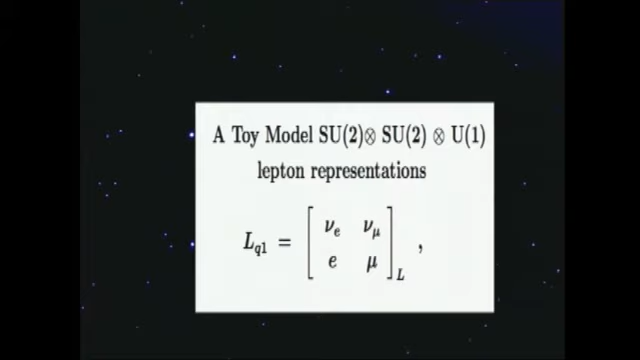 A Toy Model SU(2)⊗ SU(2) ⊗ U(1)
lepton representations
L_{q1} = [ ν_e ν_μ ; e μ ]_L ,